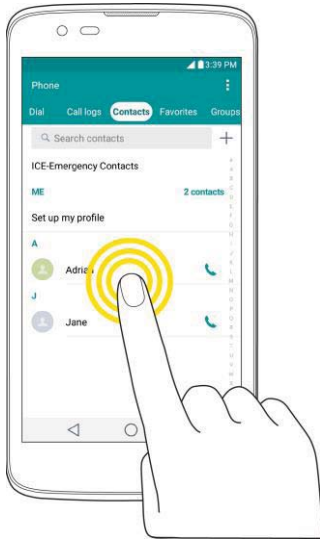 3:39 PM
Phone
Dial Call logs Contacts Favorites Groups
Search contacts
ICE-Emergency Contacts
ME 2 contacts
Set up my profile
A
Adria
J
Jane